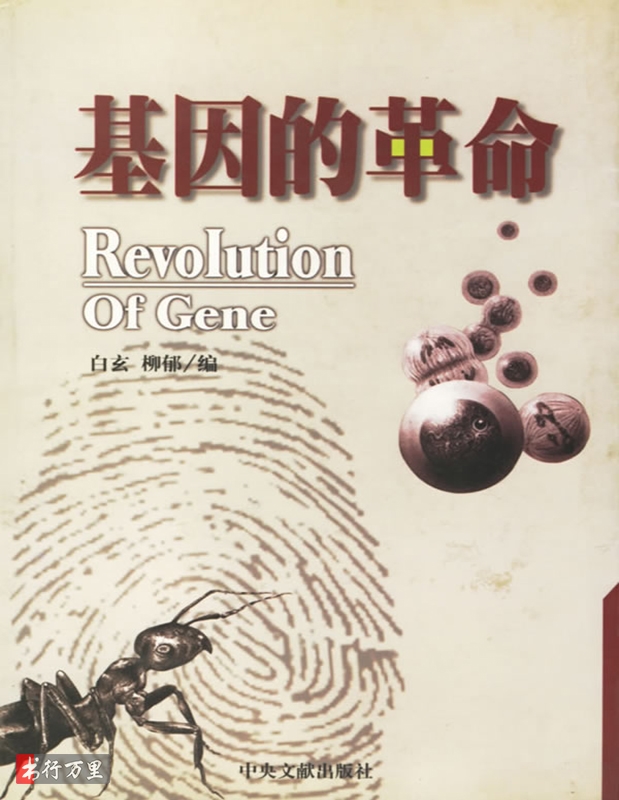 基因的革命
Revolution
Of Gene
白玄 柳郁/编
中央文献出版社
书行万里